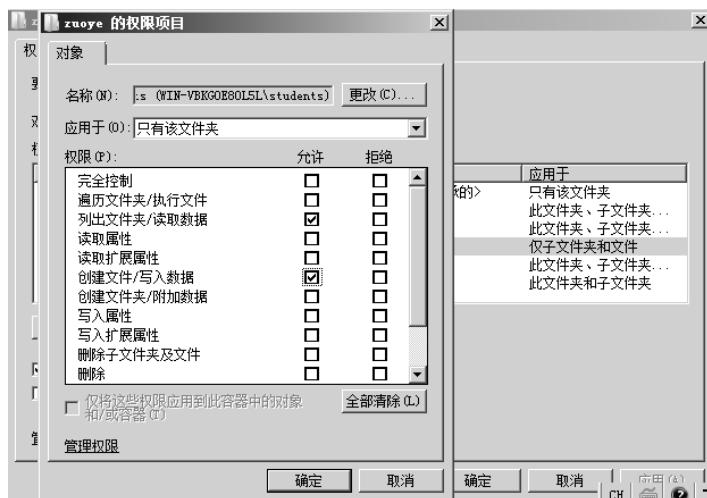 zuoye 的权限项目
对象
名称(N):
:s (WIN-VBKGOE8OL5L\students)
更改(C)...
应用于(O):
只有该文件夹
权限(P):
允许
拒绝
完全控制
遍历文件夹/执行文件
列出文件夹/读取数据
读取属性
读取扩展属性
创建文件/写入数据
创建文件夹/附加数据
写入属性
写入扩展属性
删除子文件夹及文件
删除
仅将这些权限应用到此容器中的对象
和/或容器(T)
全部清除(L)
管理权限
确定
取消
权
应用于
的>
只有该文件夹
此文件夹、子文件夹...
此文件夹、子文件夹...
仅子文件夹和文件
此文件夹、子文件夹...
此文件夹和子文件夹
确定
取消
应用(A)
CH